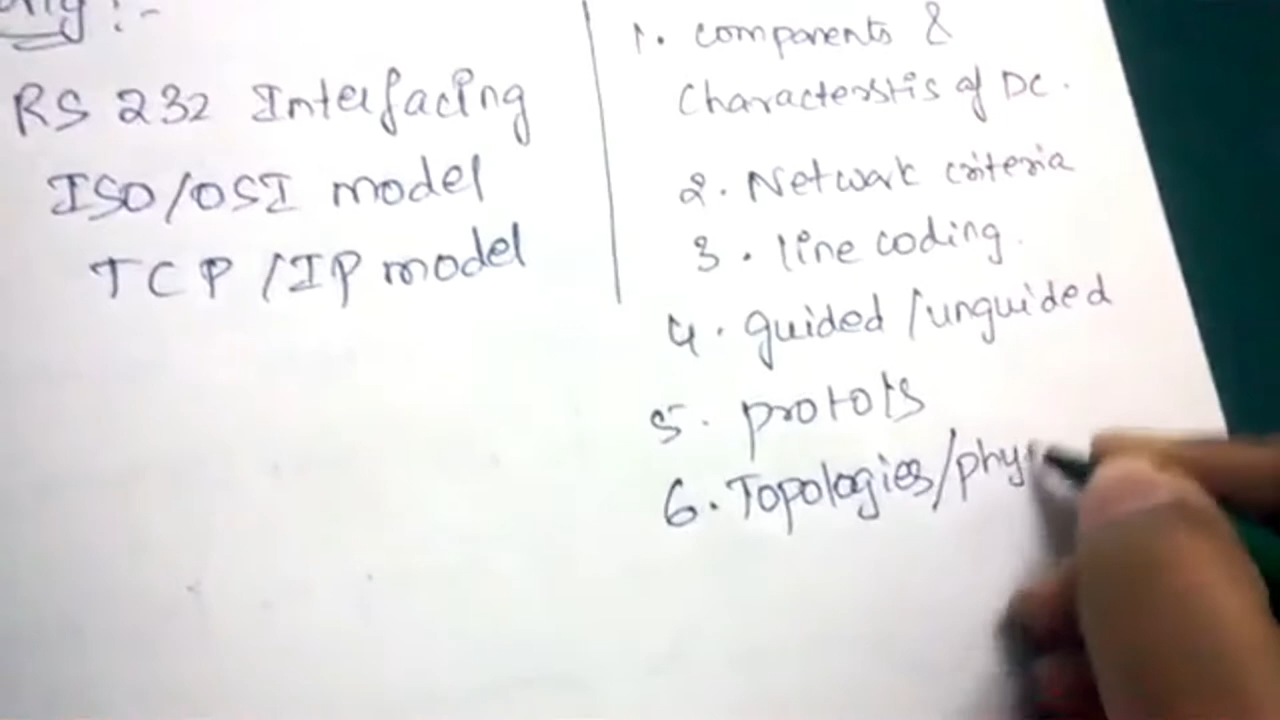 RS 232 Interfacing
ISO/OSI model
TCP/IP model
1. components &
Characterstis of DC.
2. Network criteria
3. line coding.
4. guided/unguided
5. protols
6. Topologies/phy